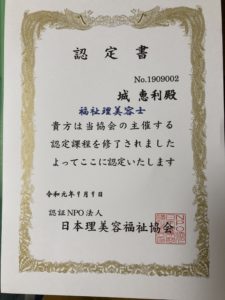 認定書
No.1909002
城 惠利殿
福祉理美容士
貴方は当協会の主催する
認定課程を修了されました
よってここに認定いたします
令和元年9月9日
認証NPO法人
日本理美容福祉協会